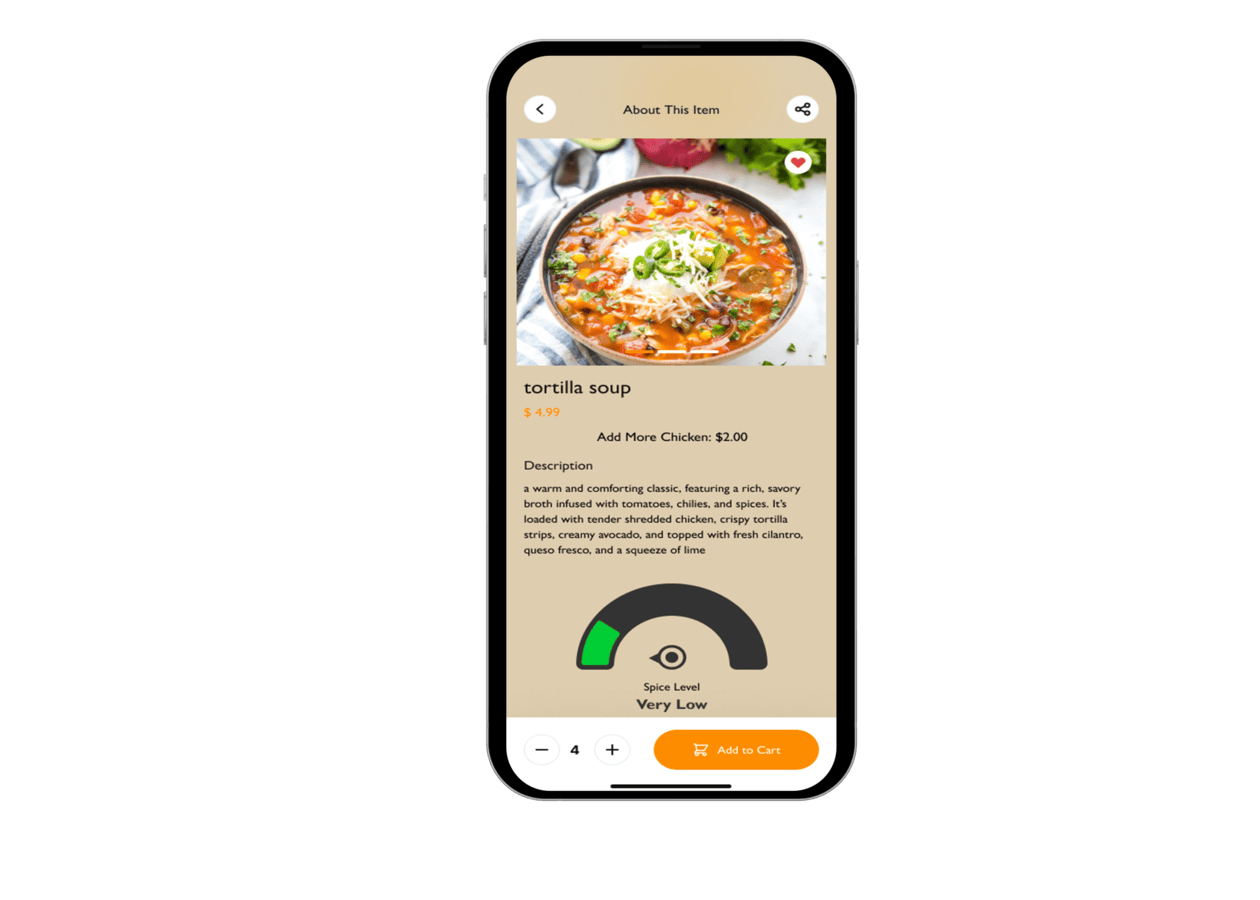 About This Item
tortilla soup
$ 4.99
Add More Chicken: $2.00
Description
a warm and comforting classic, featuring a rich, savory
broth infused with tomatoes, chilies, and spices. It's
loaded with tender shredded chicken, crispy tortilla
strips, creamy avocado, and topped with fresh cilantro,
queso fresco, and a squeeze of lime
Spice Level
Very Low
4
Add to Cart